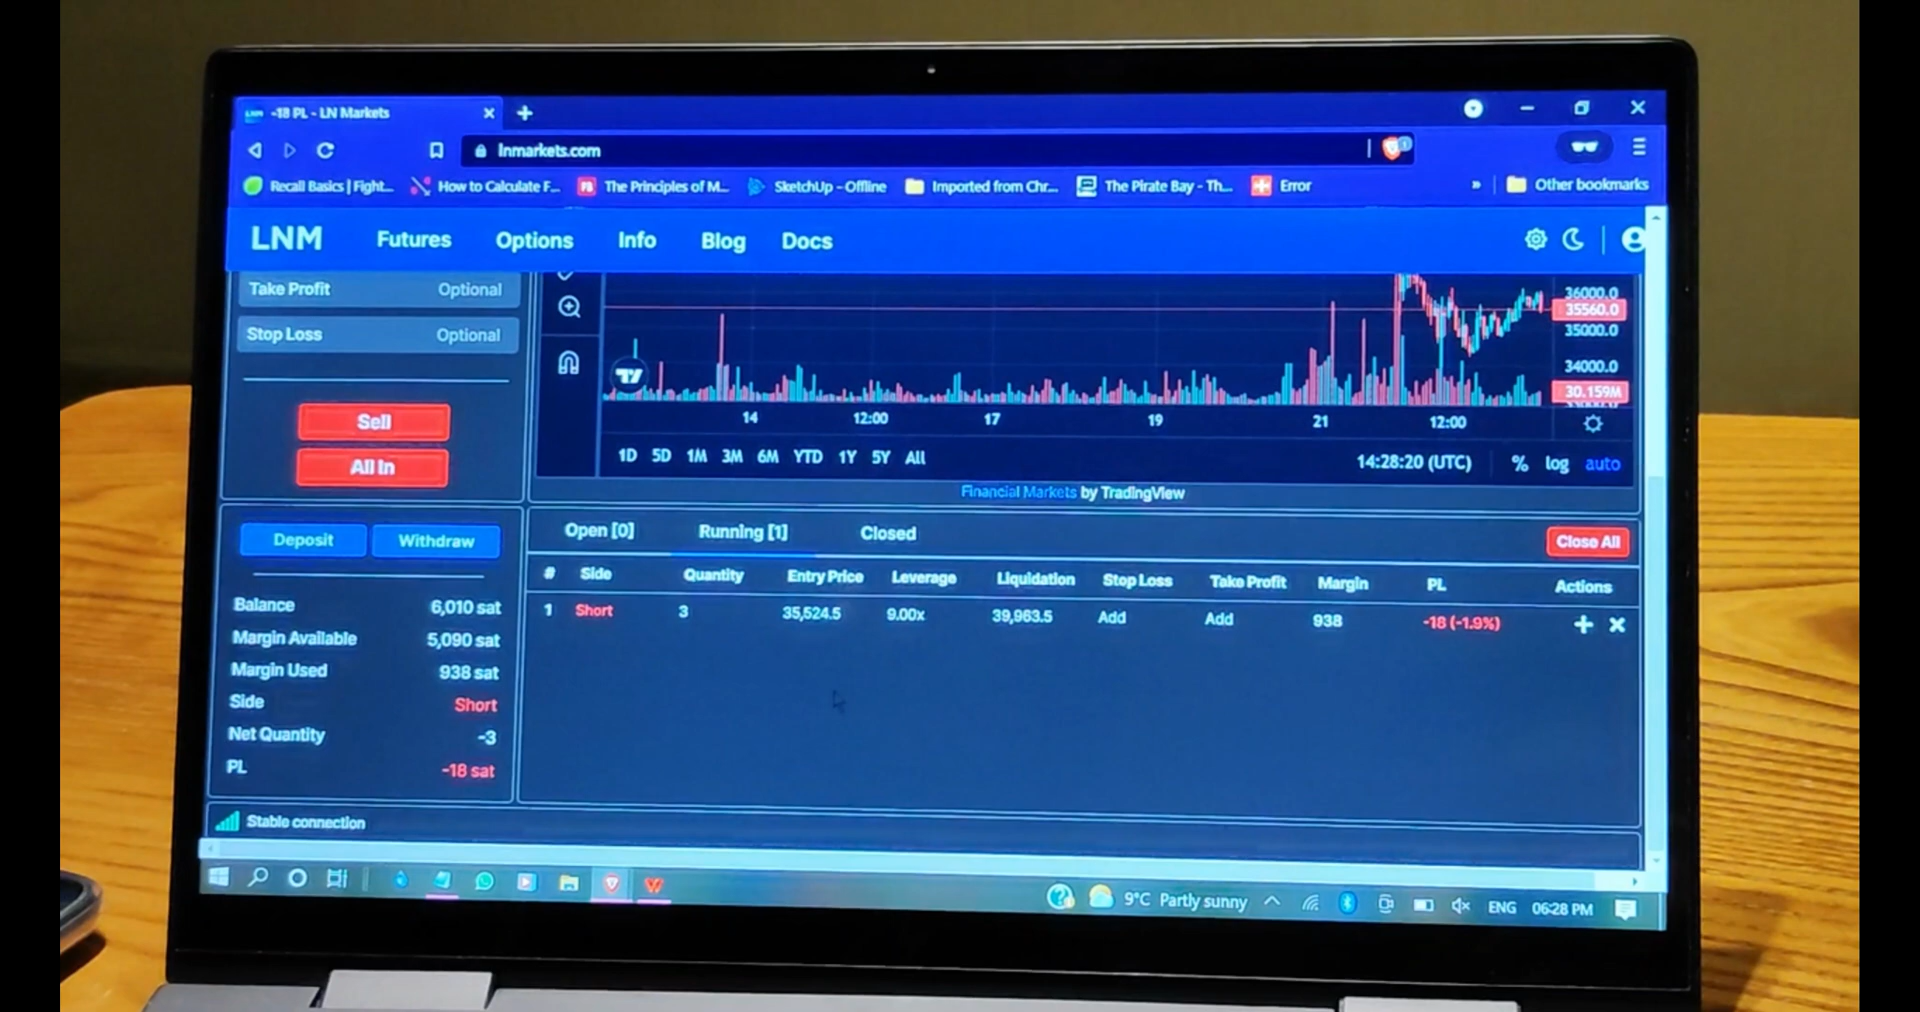 -18 PL - LN Markets
lnmarkets.com
Recall Basics | Fight... How to Calculate F... The Principles of M... SketchUp - Offline Imported from Chr... The Pirate Bay - Th... Error » Other bookmarks
LNM Futures Options Info Blog Docs
Take Profit Optional
Stop Loss Optional
Sell
All In
36000.0
35560.0
35000.0
34000.0
30.159M
14 12:00 17 19 21 12:00
1D 5D 1M 3M 6M YTD 1Y 5Y All 14:28:20 (UTC) % log auto
Financial Markets by TradingView
Deposit Withdraw
Balance 6,010 sat
Margin Available 5,090 sat
Margin Used 938 sat
Side Short
Net Quantity -3
PL -18 sat
Open [0] Running [1] Closed Close All
# Side Quantity Entry Price Leverage Liquidation Stop Loss Take Profit Margin PL Actions
1 Short 3 35,524.5 9.00x 39,963.5 Add Add 938 -18 (-1.9%)
Stable connection
9°C Partly sunny ENG 06:28 PM